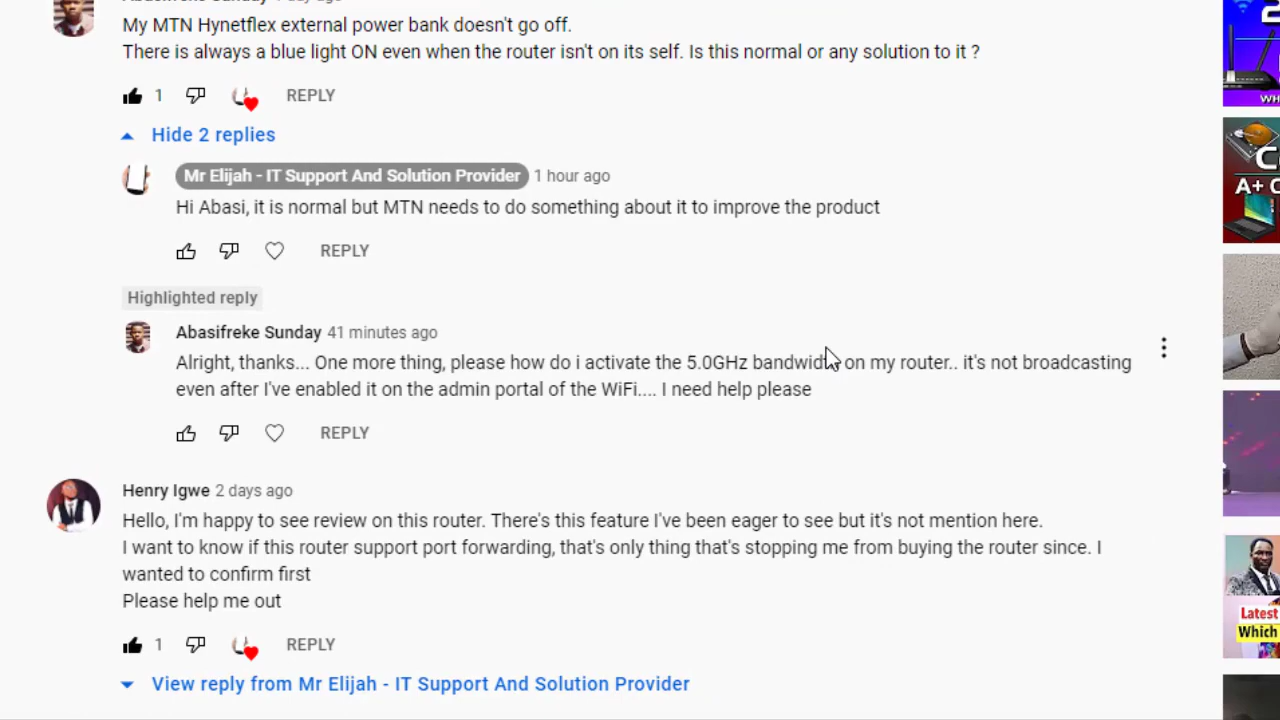 Abasifreke Sunday 1 day ago
My MTN Hynetflex external power bank doesn't go off.
There is always a blue light ON even when the router isn't on its self. Is this normal or any solution to it ?
1 REPLY
Hide 2 replies
Mr Elijah - IT Support And Solution Provider 1 hour ago
Hi Abasi, it is normal but MTN needs to do something about it to improve the product
REPLY
Highlighted reply
Abasifreke Sunday 41 minutes ago
Alright, thanks... One more thing, please how do i activate the 5.0GHz bandwidth on my router.. it's not broadcasting
even after I've enabled it on the admin portal of the WiFi.... I need help please
REPLY
Henry Igwe 2 days ago
Hello, I'm happy to see review on this router. There's this feature I've been eager to see but it's not mention here.
I want to know if this router support port forwarding, that's only thing that's stopping me from buying the router since. I
wanted to confirm first
Please help me out
1 REPLY
View reply from Mr Elijah - IT Support And Solution Provider
2
WH
C
A+ C
Latest
Which